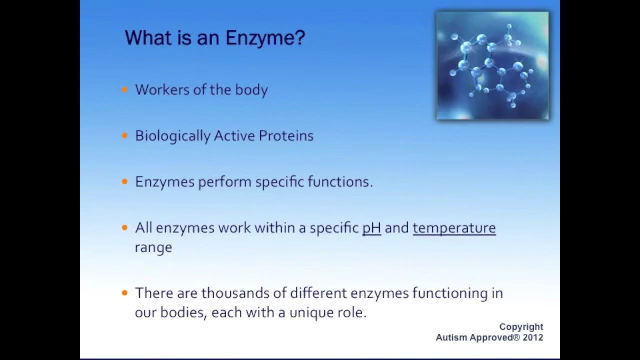 What is an Enzyme?
Workers of the body
Biologically Active Proteins
Enzymes perform specific functions.
All enzymes work within a specific pH and temperature
range
There are thousands of different enzymes functioning in
our bodies, each with a unique role.
Copyright
Autism Approved® 2012